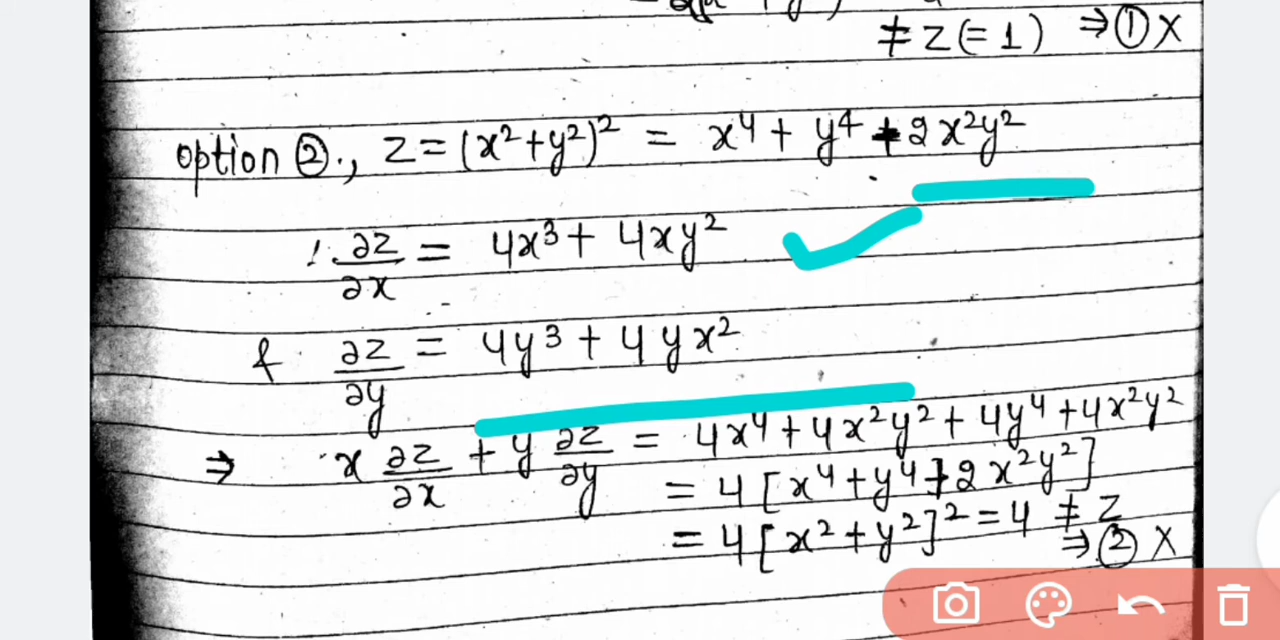 ≠ Z (= 1) ⇒ ① X
option ②., Z = (x²+y²)² = x⁴ + y⁴ + 2x²y²
∂z/∂x = 4x³ + 4xy²
& ∂z/∂y = 4y³ + 4yx²
⇒ x ∂z/∂x + y ∂z/∂y = 4x⁴ + 4x²y² + 4y⁴ + 4x²y²
= 4[x⁴+y⁴+2x²y²]
= 4[x²+y²]² = 4 ≠ Z
⇒ ② X